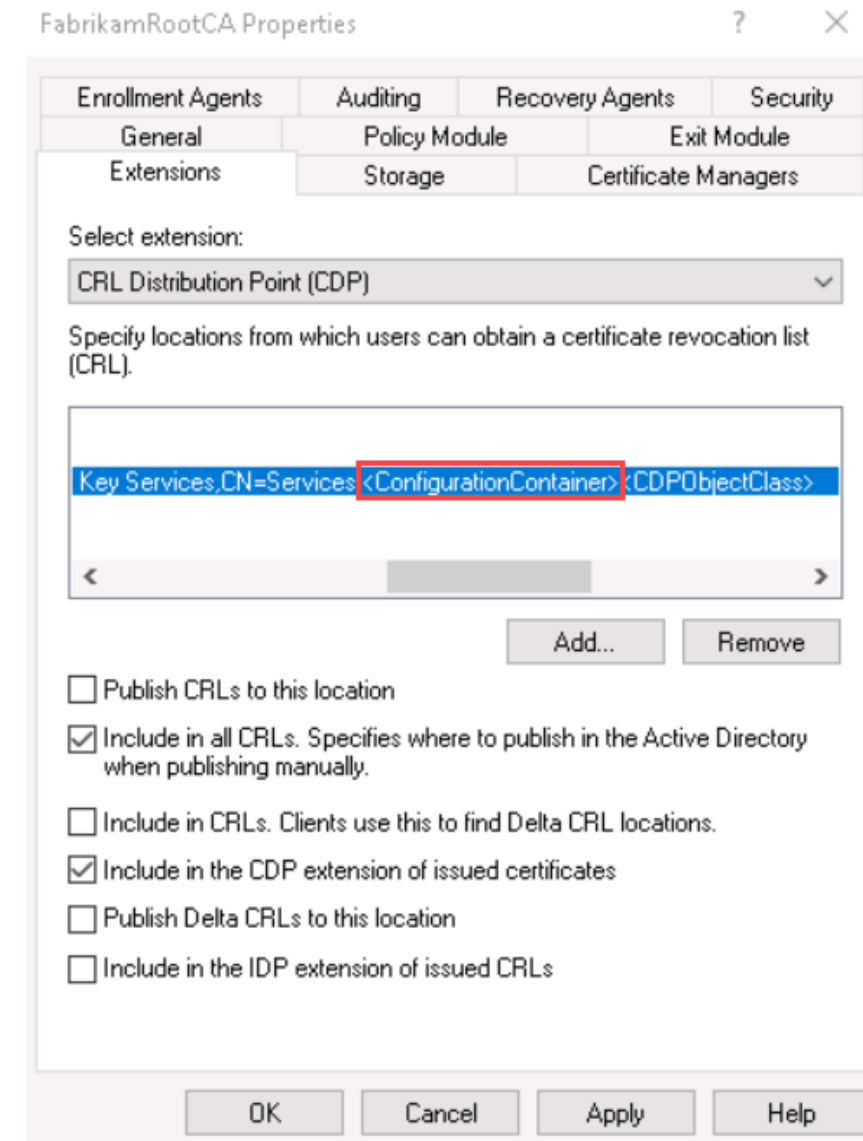 FabrikamRootCA Properties ?
Enrollment Agents Auditing Recovery Agents Security
General Policy Module Exit Module
Extensions Storage Certificate Managers
Select extension:
CRL Distribution Point (CDP)
Specify locations from which users can obtain a certificate revocation list
(CRL).
Key Services,CN=Services,<ConfigurationContainer><CDPObjectClass>
Add... Remove
Publish CRLs to this location
Include in all CRLs. Specifies where to publish in the Active Directory
when publishing manually.
Include in CRLs. Clients use this to find Delta CRL locations.
Include in the CDP extension of issued certificates
Publish Delta CRLs to this location
Include in the IDP extension of issued CRLs
OK Cancel Apply Help